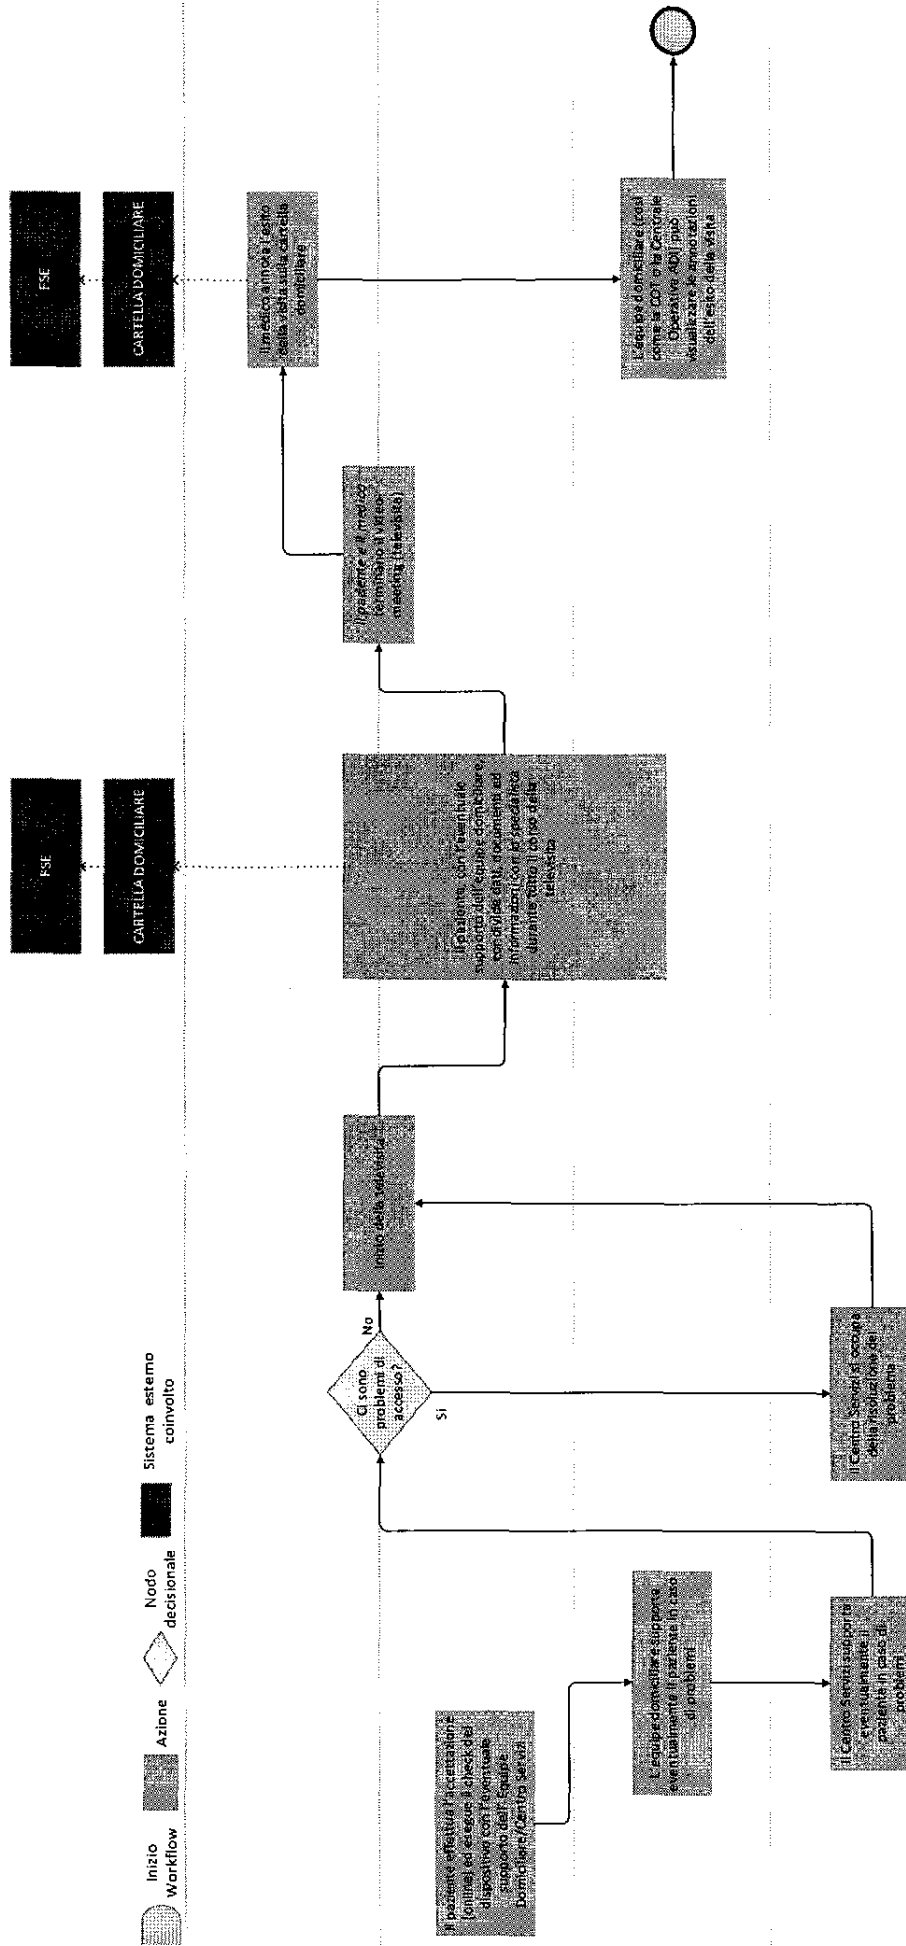 Inizio
Workflow
Azione
Nodo
decisionale
Sistema esterno
coinvolto
Il paziente effettua l'accettazione
(online) ed esegue il check del
dispositivo con l'eventuale
supporto dell'Equipe
Domiciliare/Centro Servizi
L'equipe domiciliare supporta
eventualmente il paziente in caso
di problemi
Il Centro Servizi supporta
eventualmente il
paziente in caso di
problemi
Ci sono
problemi di
accesso?
No
Si
Il Centro Servizi si occupa
della risoluzione del
problema
Inizio della televisita
FSE
CARTELLA DOMICILIARE
Il paziente, con l'eventuale
supporto dell'equipe domiciliare,
condivide dati, documenti ed
informazioni con lo specialista
durante tutto il corso della
televisita
Il paziente e il medico
terminano il video-
meeting (televisita)
FSE
CARTELLA DOMICILIARE
Il medico annota l'esito
della visita sulla cartella
domiciliare
L'equipe domiciliare (così
come la COT o la Centrale
Operativa ADI) può
visualizzare le annotazioni
dell'esito della visita